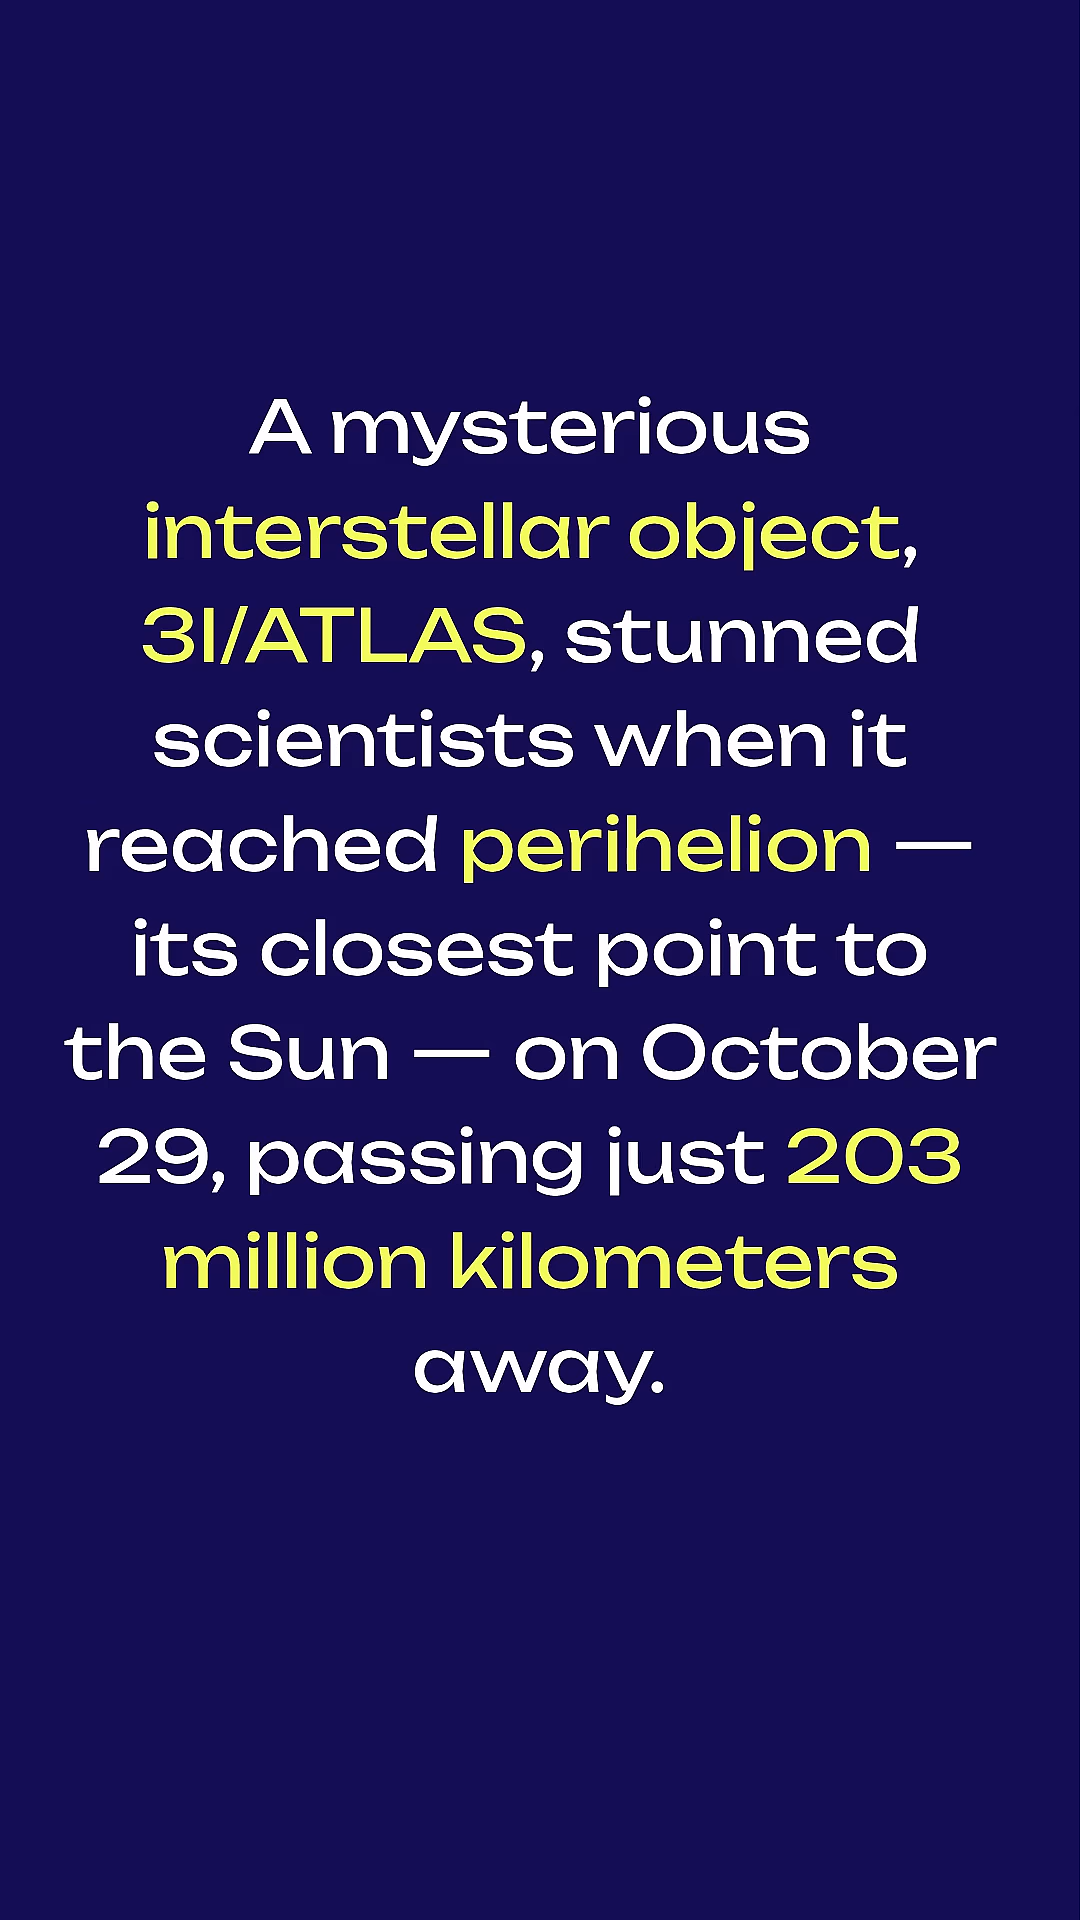 A mysterious
interstellar object,
3I/ATLAS, stunned
scientists when it
reached perihelion —
its closest point to
the Sun — on October
29, passing just 203
million kilometers
away.